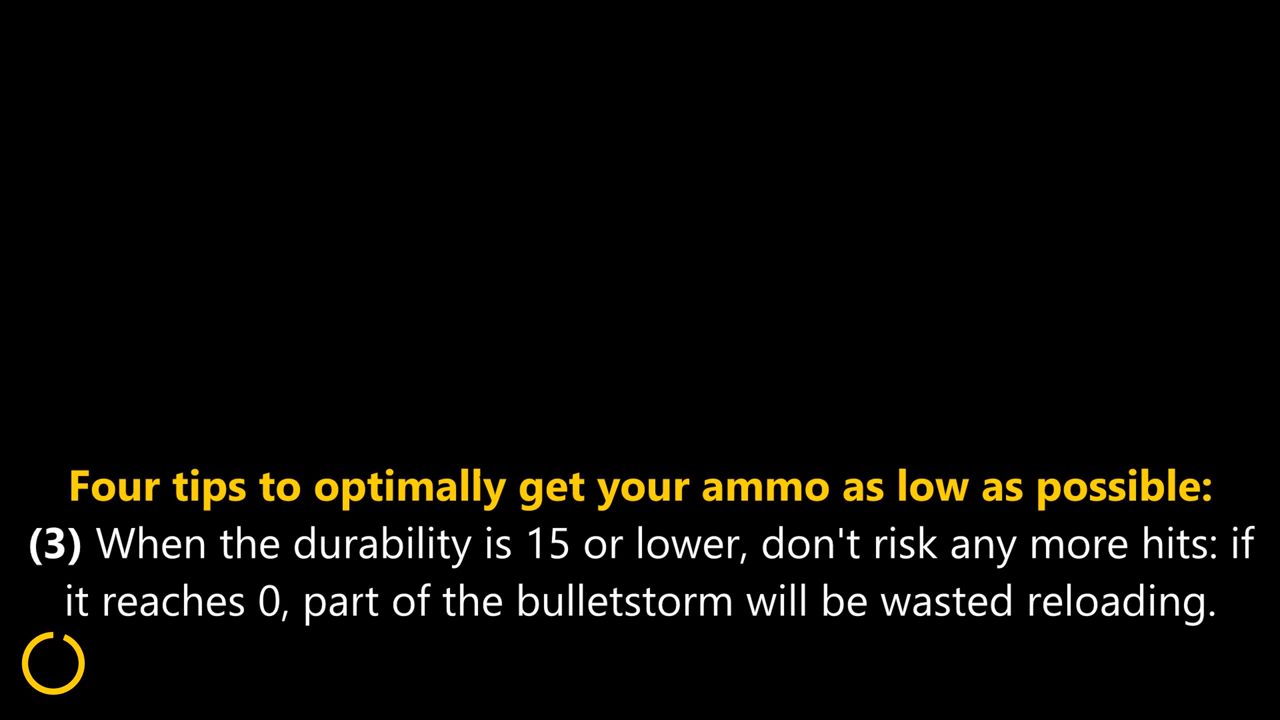 Four tips to optimally get your ammo as low as possible:
(3) When the durability is 15 or lower, don't risk any more hits: if
it reaches 0, part of the bulletstorm will be wasted reloading.